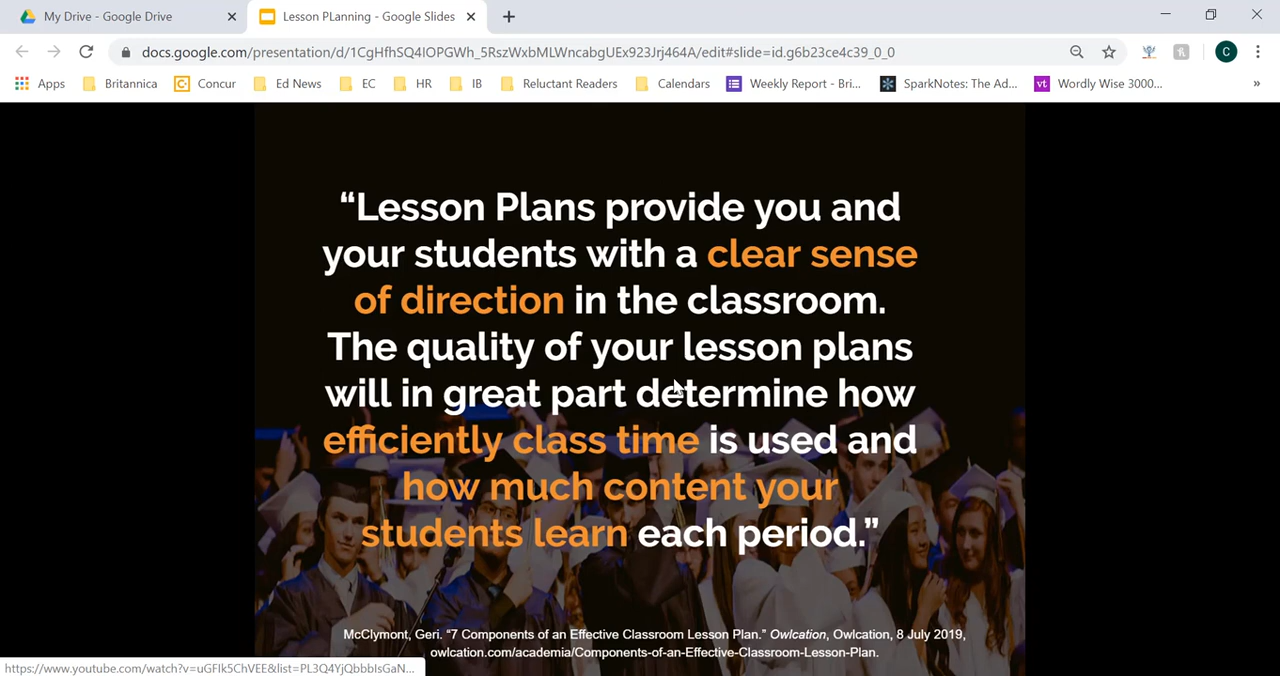 My Drive - Google Drive
Lesson PLanning - Google Slides
docs.google.com/presentation/d/1CgHfhSQ4IOPGWh_5RszWxbMLWncabgUEx923Jrj464A/edit#slide=id.g6b23ce4c39_0_0
C
Apps
Britannica
Concur
Ed News
EC
HR
IB
Reluctant Readers
Calendars
Weekly Report - Bri...
SparkNotes: The Ad...
vt
Wordly Wise 3000...
»
“Lesson Plans provide you and
your students with a clear sense
of direction in the classroom.
The quality of your lesson plans
will in great part determine how
efficiently class time is used and
how much content your
students learn each period.”
McClymont, Geri. “7 Components of an Effective Classroom Lesson Plan.” Owlcation, Owlcation, 8 July 2019,
owlcation.com/academia/Components-of-an-Effective-Classroom-Lesson-Plan.
https://www.youtube.com/watch?v=uGFIk5ChVEE&list=PL3Q4YjQbbbIsGaN...